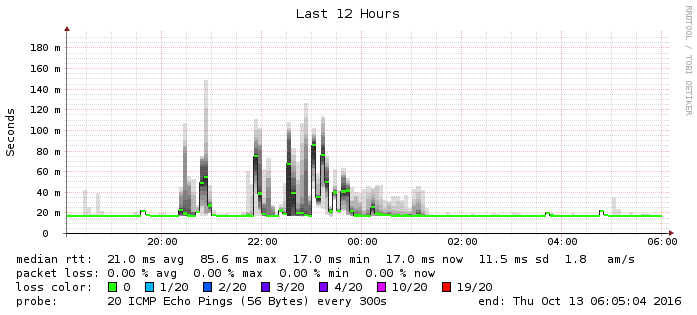 Last 12 Hours
RRDTOOL / TOBI OETIKER
Seconds
180 m
160 m
140 m
120 m
100 m
80 m
60 m
40 m
20 m
0
20:00 22:00 00:00 02:00 04:00 06:00
median rtt: 21.0 ms avg 85.6 ms max 17.0 ms min 17.0 ms now 11.5 ms sd 1.8 am/s
packet loss: 0.00 % avg 0.00 % max 0.00 % min 0.00 % now
loss color: 0 1/20 2/20 3/20 4/20 10/20 19/20
probe: 20 ICMP Echo Pings (56 Bytes) every 300s end: Thu Oct 13 06:05:04 2016